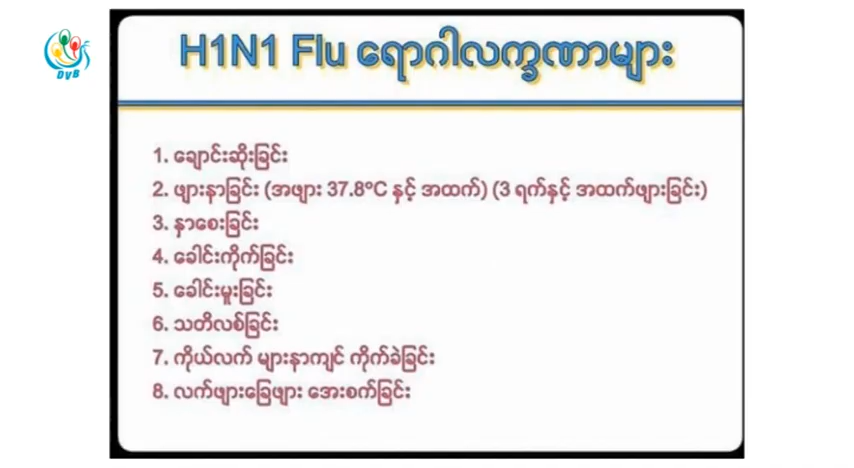 DVB
H1N1 Flu ရောဂါလက္ခဏာများ
1. ချောင်းဆိုးခြင်း
2. ဖျားနာခြင်း (အဖျား 37.8°C နှင့် အထက်) (3 ရက်နှင့် အထက်ဖျားခြင်း)
3. နှာစေးခြင်း
4. ခေါင်းကိုက်ခြင်း
5. ခေါင်းမူးခြင်း
6. သတိလစ်ခြင်း
7. ကိုယ်လက် များနာကျင် ကိုက်ခဲခြင်း
8. လက်ဖျားခြေဖျား အေးစက်ခြင်း